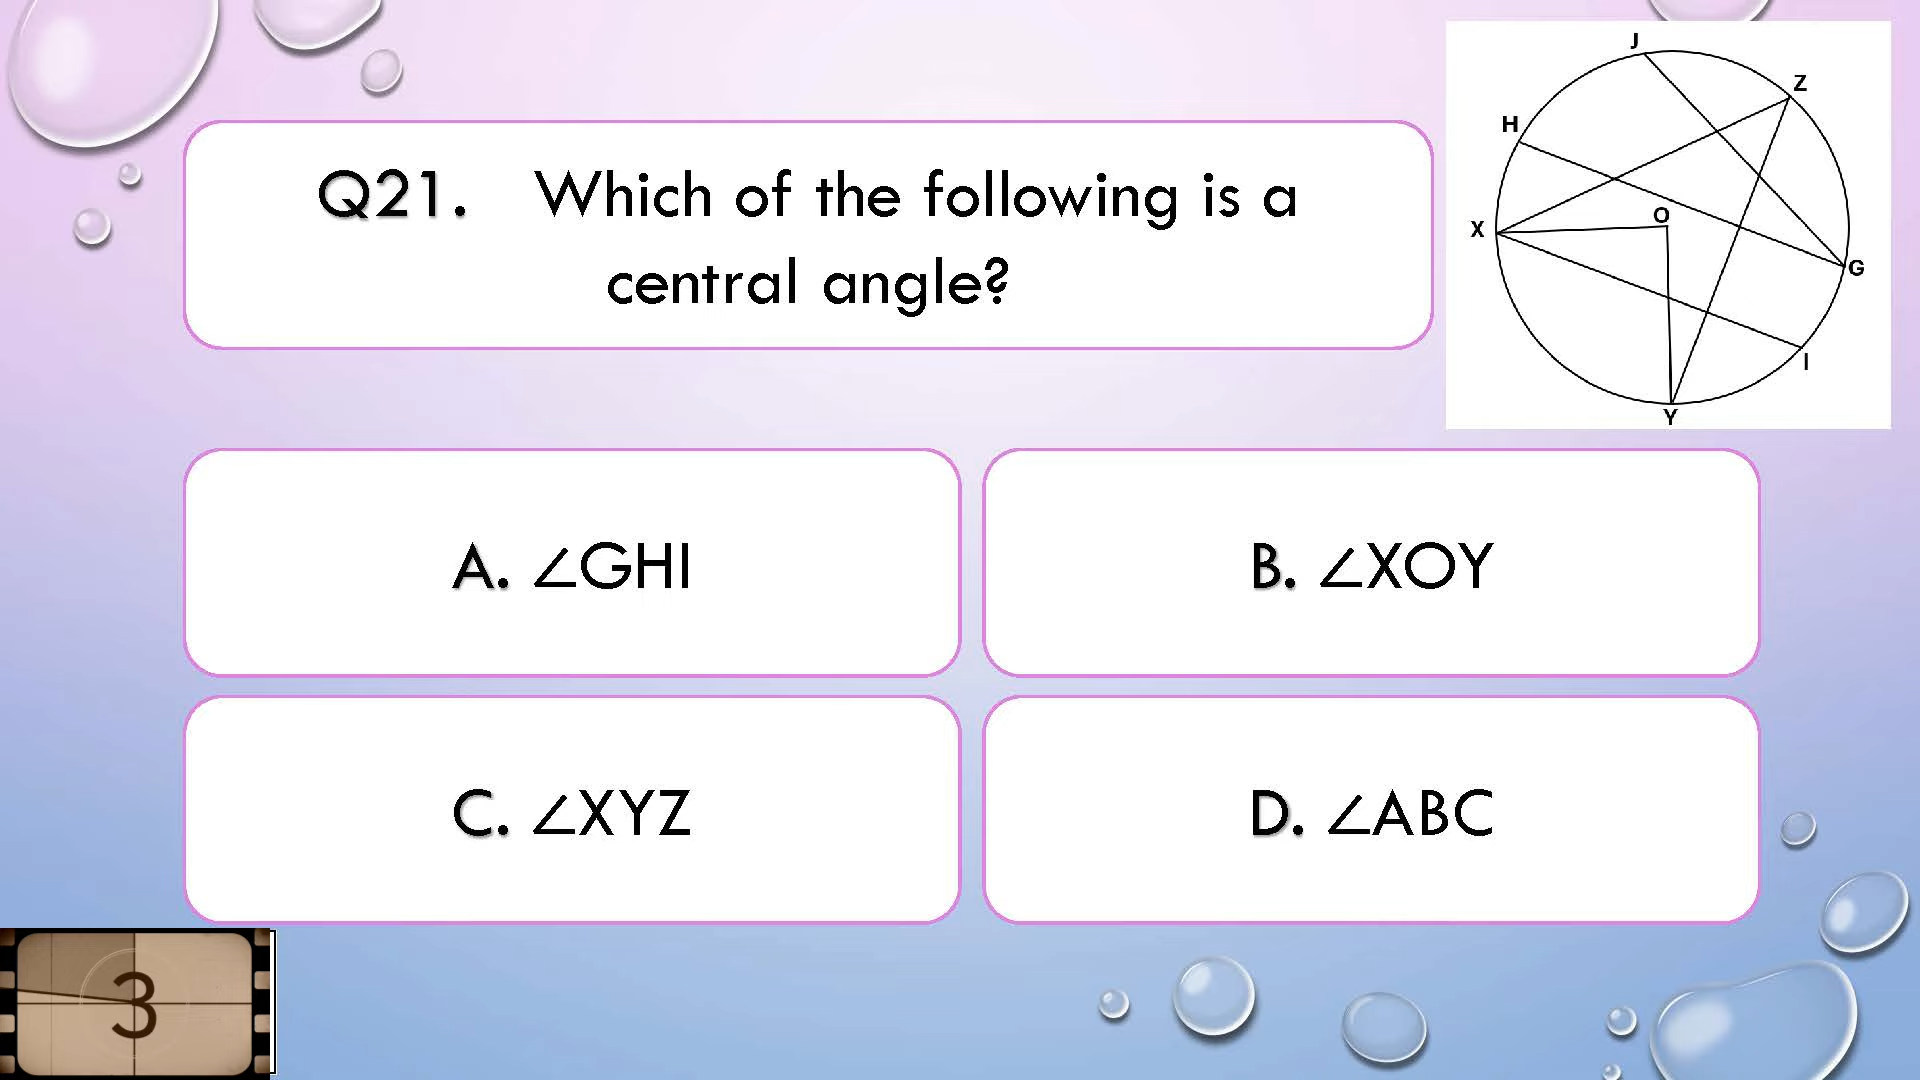 Q21. Which of the following is a
central angle?
J
Z
H
O
X
G
I
Y
A. ∠GHI
B. ∠XOY
C. ∠XYZ
D. ∠ABC
3